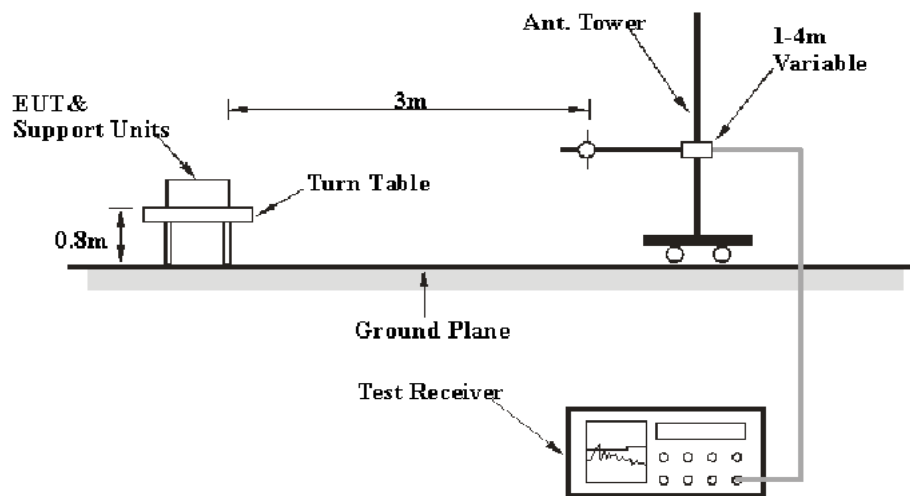 Ant. Tower
1-4m
Variable
3m
EUT&
Support Units
Turn Table
0.8m
Ground Plane
Test Receiver